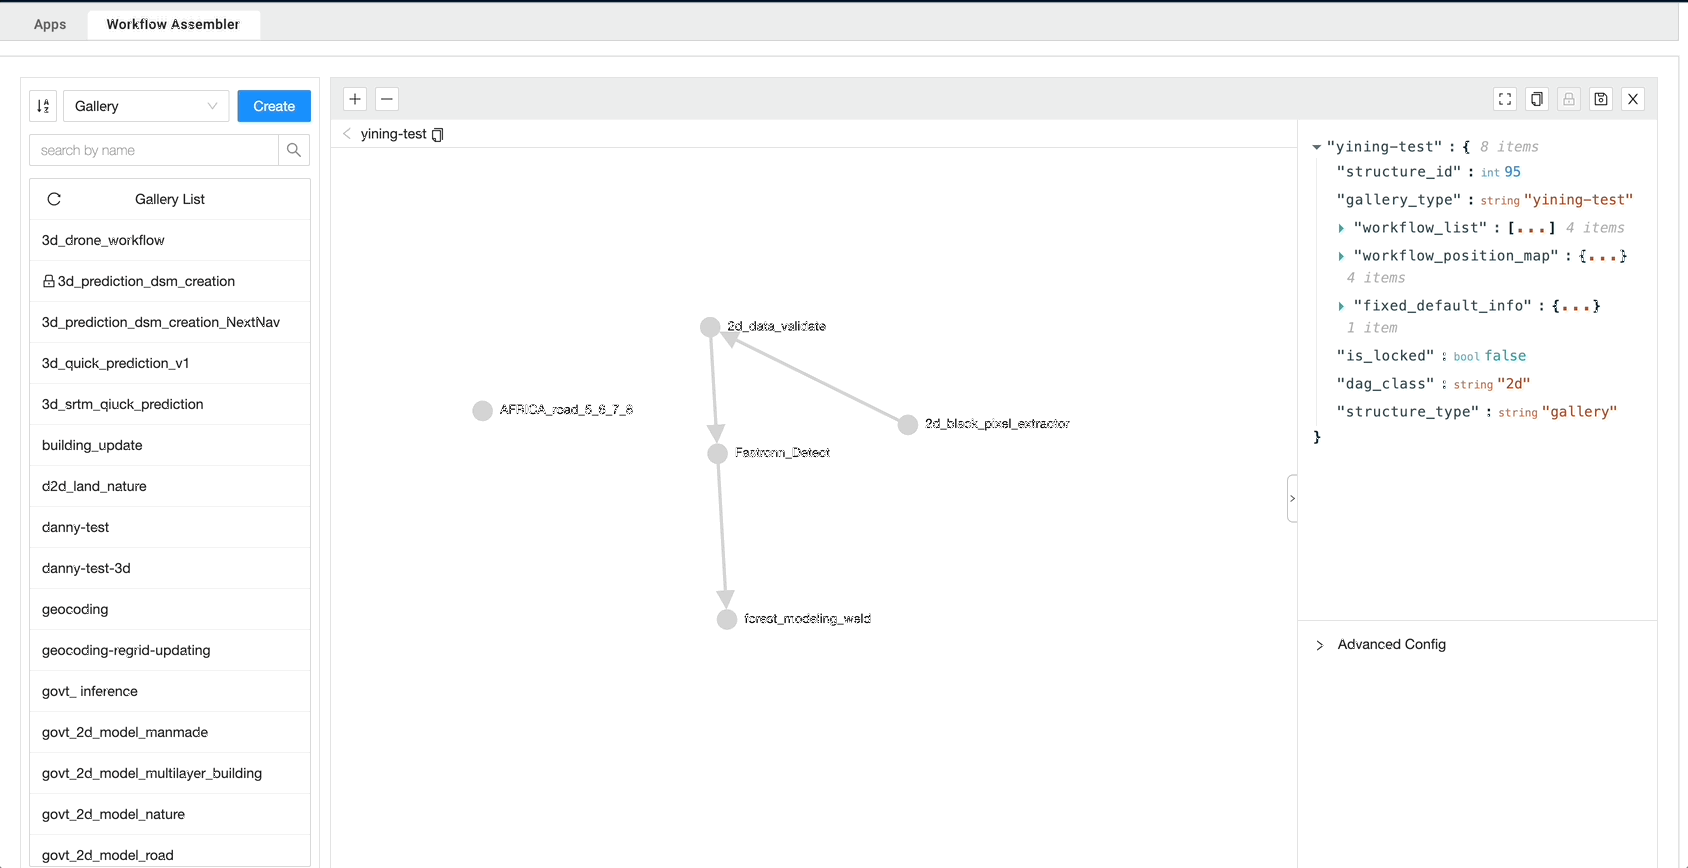 Apps
Workflow Assembler
Gallery
Create
search by name
Gallery List
3d_drone_workflow
3d_prediction_dsm_creation
3d_prediction_dsm_creation_NextNav
3d_quick_prediction_v1
3d_srtm_qiuck_prediction
building_update
d2d_land_nature
danny-test
danny-test-3d
geocoding
geocoding-regrid-updating
govt_ inference
govt_2d_model_manmade
govt_2d_model_multilayer_building
govt_2d_model_nature
govt_2d_model_road
yining-test
2d_data_validate
AFRICA_road_5_6_7_8
2d_black_pixel_extractor
Fastrcnn_Detect
forest_modeling_wsld
"yining-test" : { 8 items
"structure_id" : int 95
"gallery_type" : string "yining-test"
"workflow_list" : [...] 4 items
"workflow_position_map" : {...}
4 items
"fixed_default_info" : {...}
1 item
"is_locked" : bool false
"dag_class" : string "2d"
"structure_type" : string "gallery"
}
Advanced Config